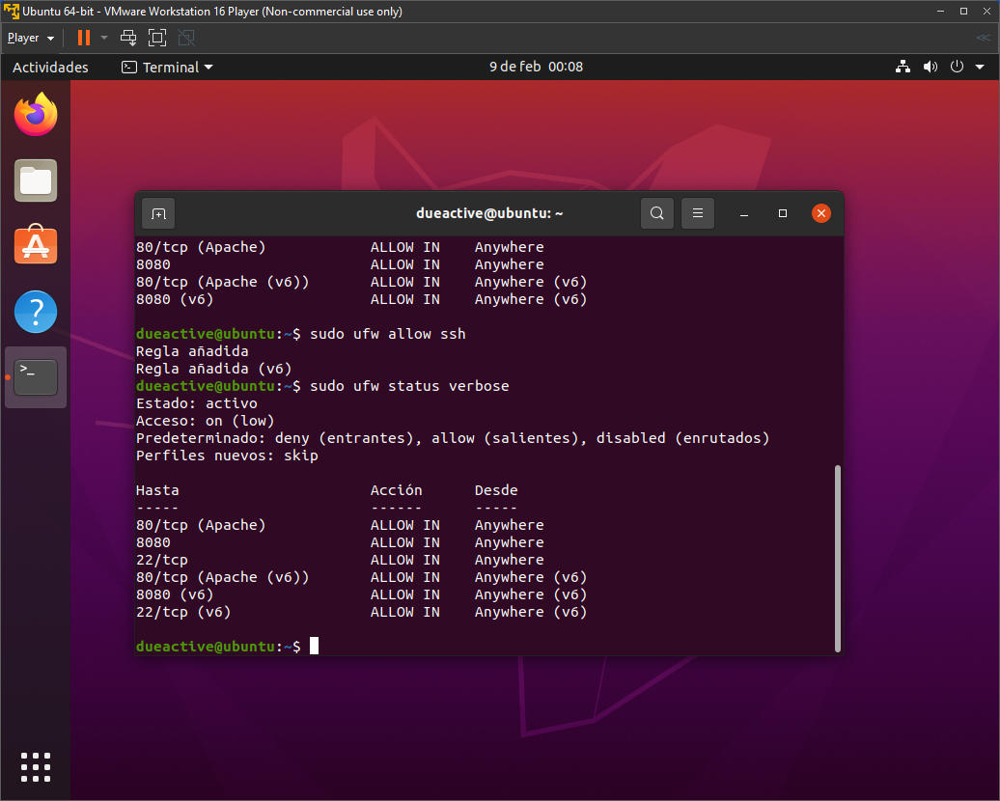 Ubuntu 64-bit - VMware Workstation 16 Player (Non-commercial use only)
Player
Actividades Terminal 9 de feb 00:08
dueactive@ubuntu: ~
80/tcp (Apache) ALLOW IN Anywhere
8080 ALLOW IN Anywhere
80/tcp (Apache (v6)) ALLOW IN Anywhere (v6)
8080 (v6) ALLOW IN Anywhere (v6)
dueactive@ubuntu:~$ sudo ufw allow ssh
Regla añadida
Regla añadida (v6)
dueactive@ubuntu:~$ sudo ufw status verbose
Estado: activo
Acceso: on (low)
Predeterminado: deny (entrantes), allow (salientes), disabled (enrutados)
Perfiles nuevos: skip
Hasta Acción Desde
----- ------ -----
80/tcp (Apache) ALLOW IN Anywhere
8080 ALLOW IN Anywhere
22/tcp ALLOW IN Anywhere
80/tcp (Apache (v6)) ALLOW IN Anywhere (v6)
8080 (v6) ALLOW IN Anywhere (v6)
22/tcp (v6) ALLOW IN Anywhere (v6)
dueactive@ubuntu:~$